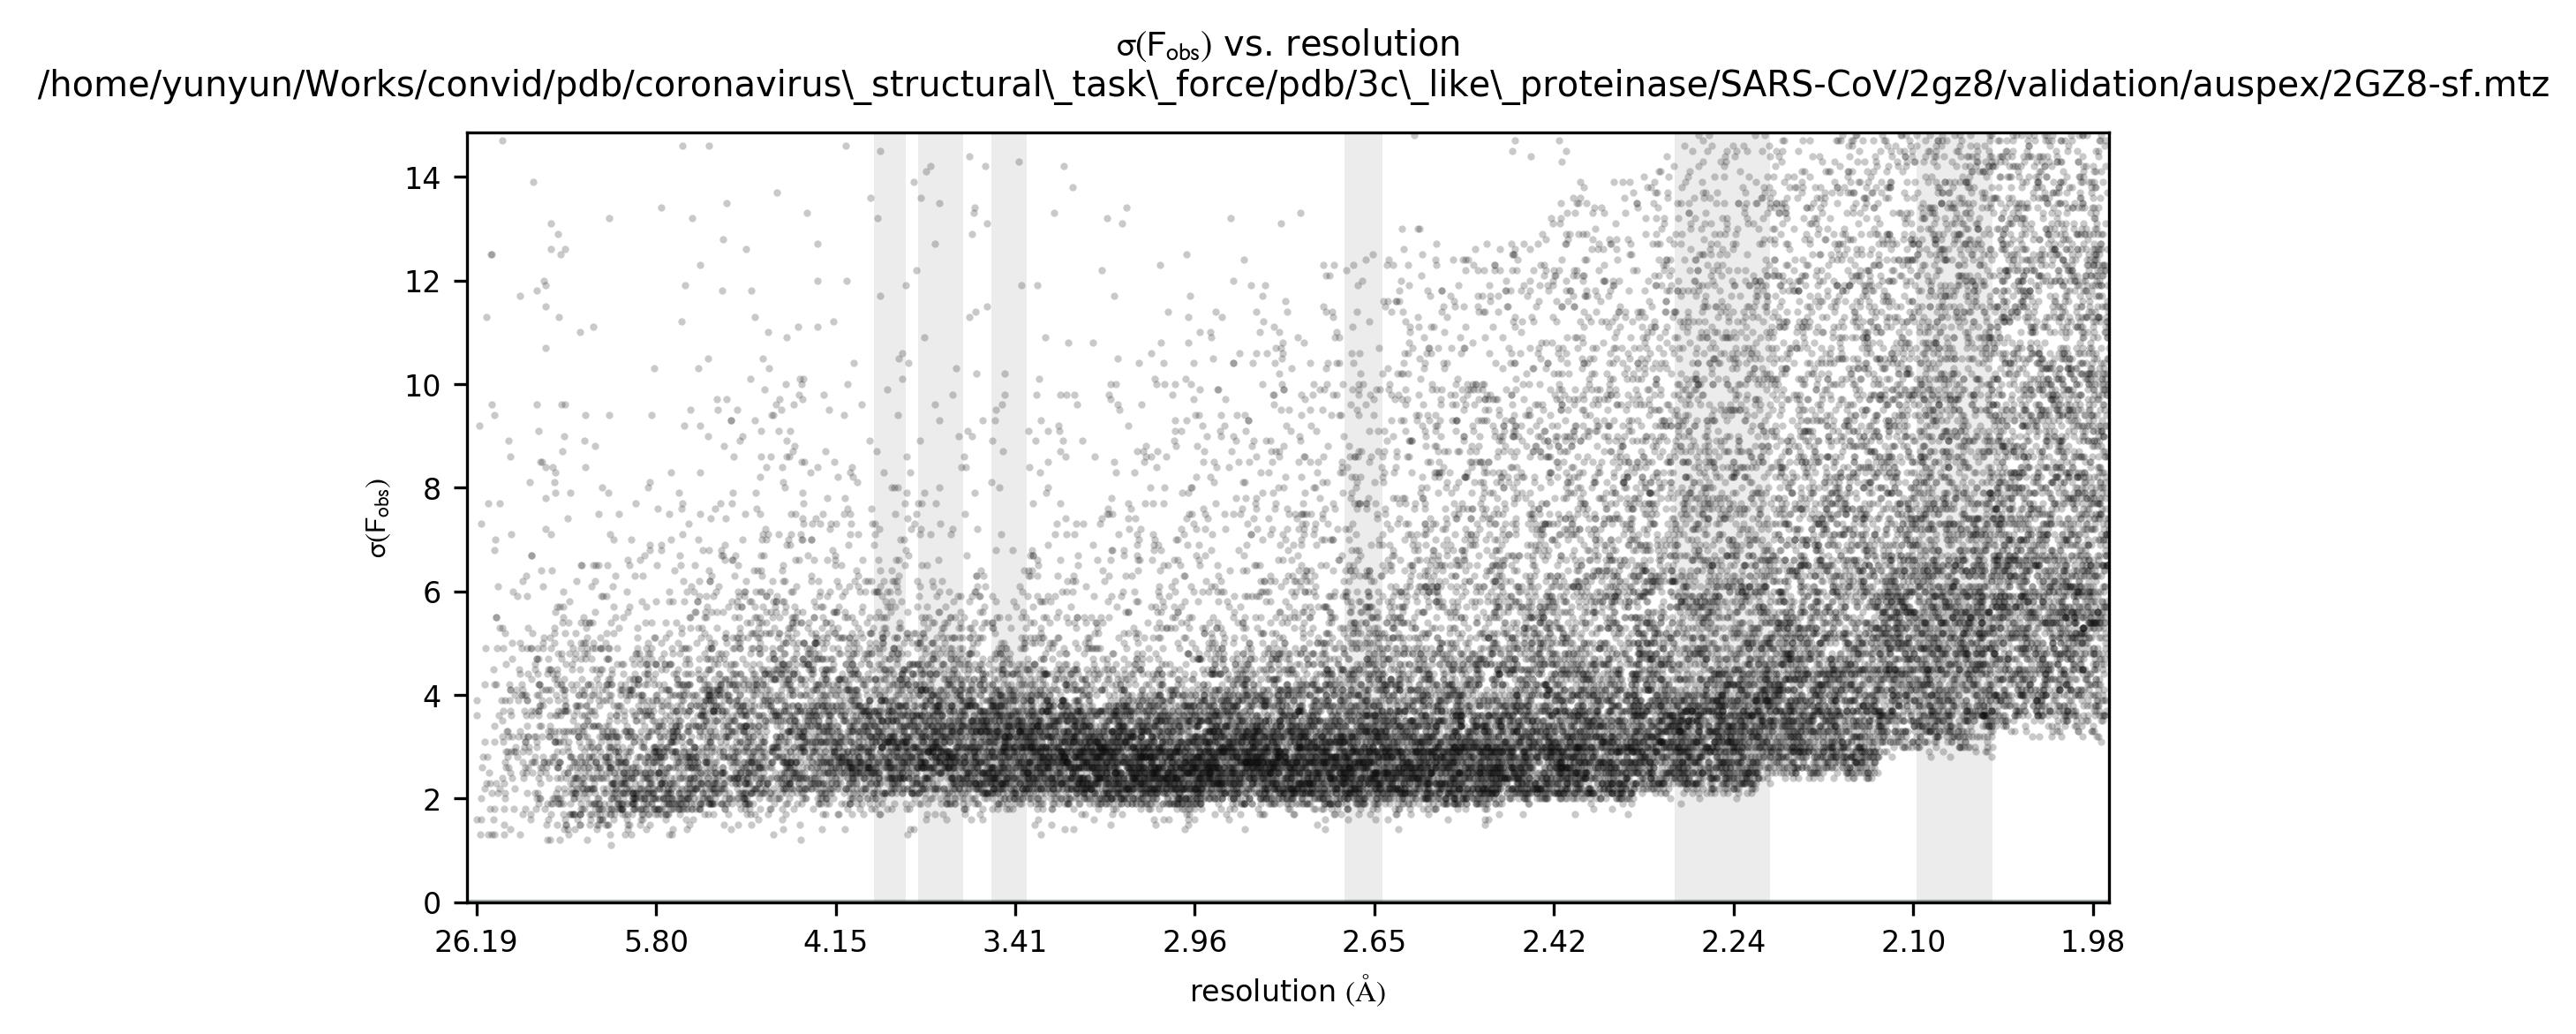 σ(Fobs) vs. resolution
/home/yunyun/Works/convid/pdb/coronavirus\_structural\_task\_force/pdb/3c\_like\_proteinase/SARS-CoV/2gz8/validation/auspex/2GZ8-sf.mtz
14
12
10
8
6
4
2
0
σ(Fobs)
26.19 5.80 4.15 3.41 2.96 2.65 2.42 2.24 2.10 1.98
resolution (Å)